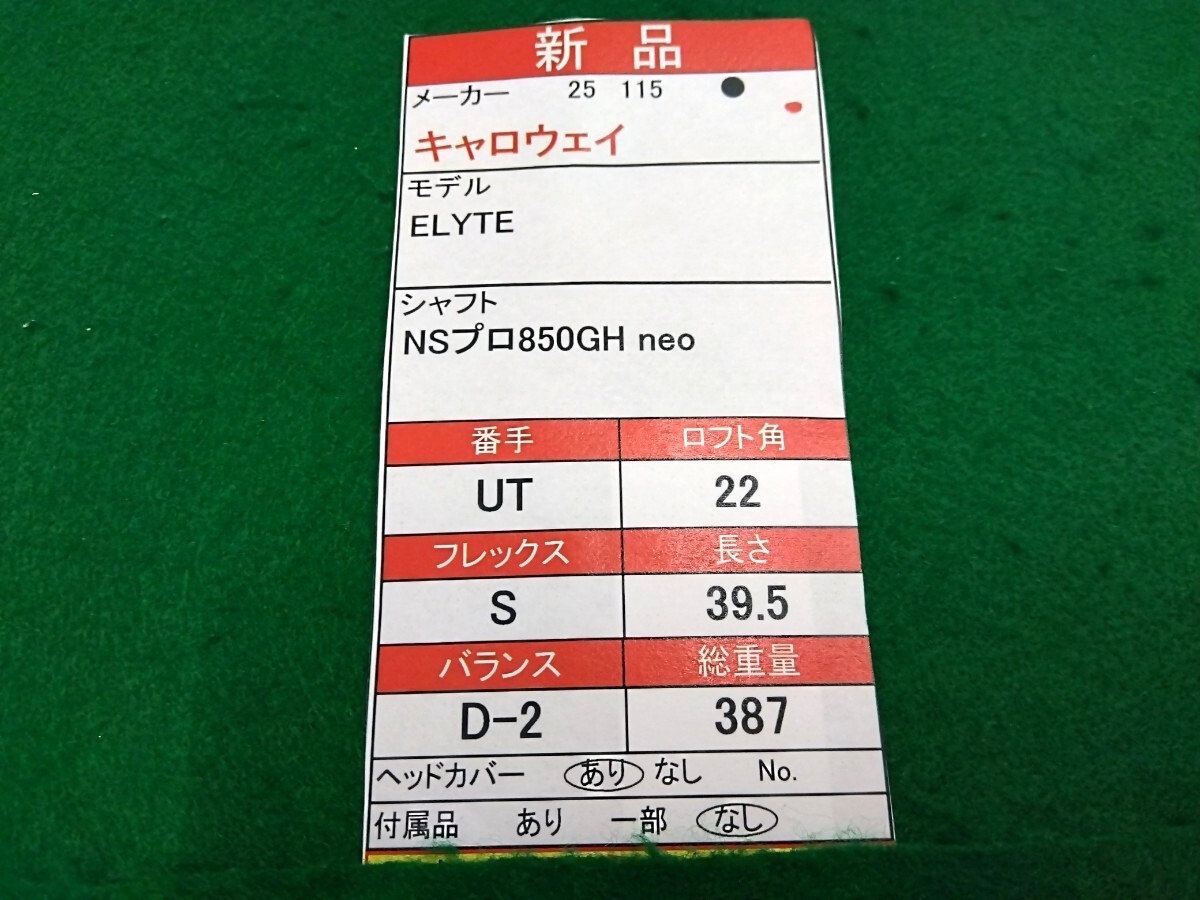 新 品
メーカー 25 115
キャロウェイ
モデル
ELYTE
シャフト
NSプロ850GH neo
番手 ロフト角
UT 22
フレックス 長さ
S 39.5
バランス 総重量
D-2 387
ヘッドカバー あり なし No.
付属品 あり 一部 なし